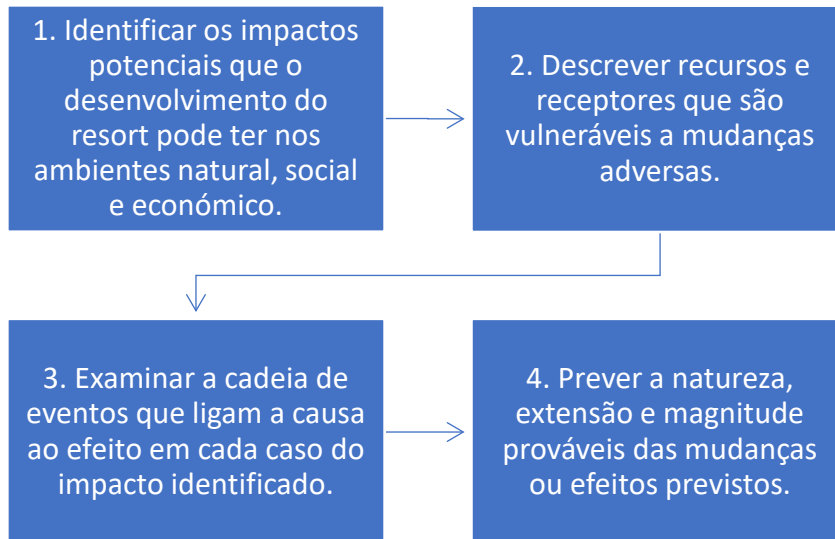 1. Identificar os impactos
potenciais que o
desenvolvimento do
resort pode ter nos
ambientes natural, social
e económico.
2. Descrever recursos e
receptores que são
vulneráveis a mudanças
adversas.
3. Examinar a cadeia de
eventos que ligam a causa
ao efeito em cada caso do
impacto identificado.
4. Prever a natureza,
extensão e magnitude
prováveis das mudanças
ou efeitos previstos.